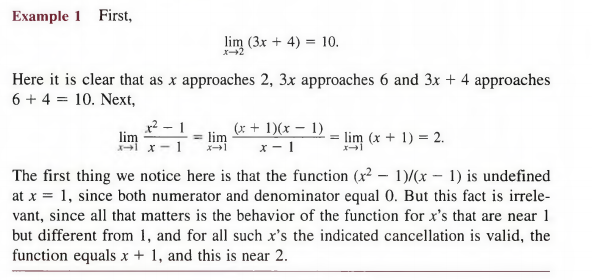 Example 1 First,
lim (3x + 4) = 10.
x→2
Here it is clear that as x approaches 2, 3x approaches 6 and 3x + 4 approaches
6 + 4 = 10. Next,
lim x→1 (x² − 1)/(x − 1) = lim x→1 (x + 1)(x − 1)/(x − 1) = lim x→1 (x + 1) = 2.
The first thing we notice here is that the function (x² − 1)/(x − 1) is undefined
at x = 1, since both numerator and denominator equal 0. But this fact is irrele-
vant, since all that matters is the behavior of the function for x's that are near 1
but different from 1, and for all such x's the indicated cancellation is valid, the
function equals x + 1, and this is near 2.